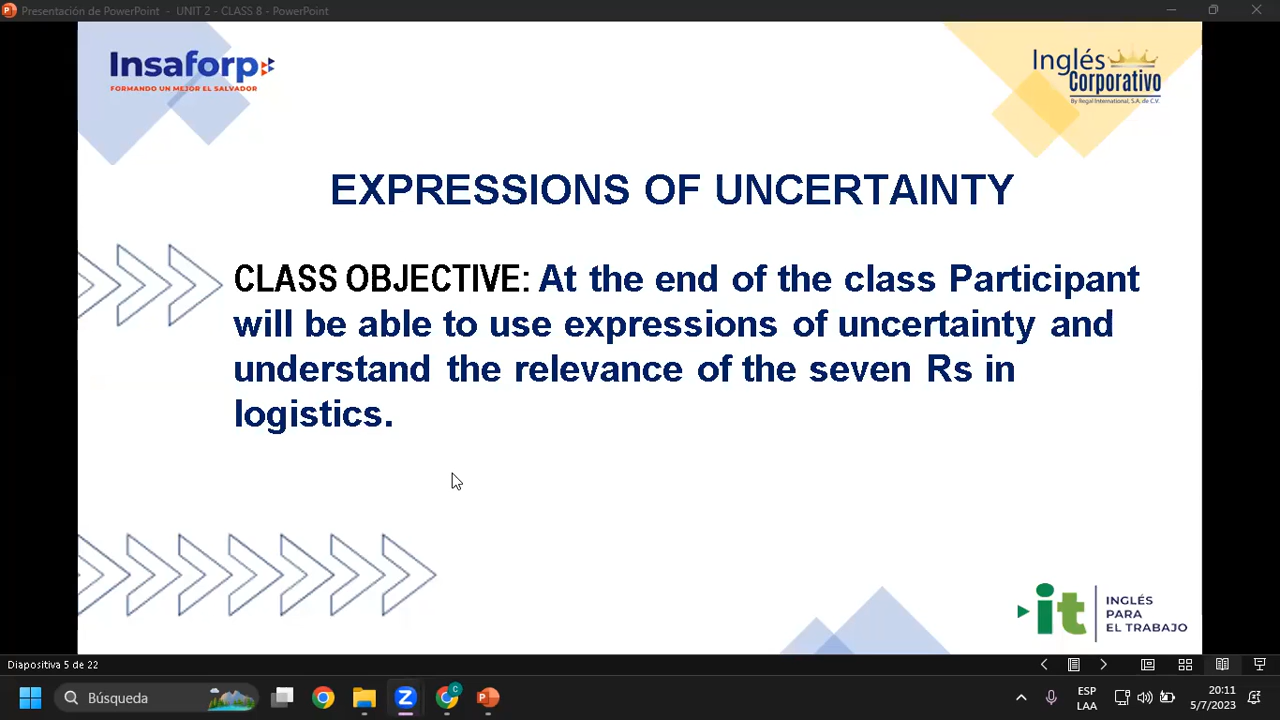 Presentación de PowerPoint - UNIT 2 - CLASS 8 - PowerPoint
Insaforp
FORMANDO UN MEJOR EL SALVADOR
Inglés
Corporativo
By Regal International, S.A. de C.V.
EXPRESSIONS OF UNCERTAINTY
CLASS OBJECTIVE: At the end of the class Participant
will be able to use expressions of uncertainty and
understand the relevance of the seven Rs in
logistics.
it
INGLÉS
PARA
EL TRABAJO
Diapositiva 5 de 22
Búsqueda
C
ESP
LAA
20:11
5/7/2023